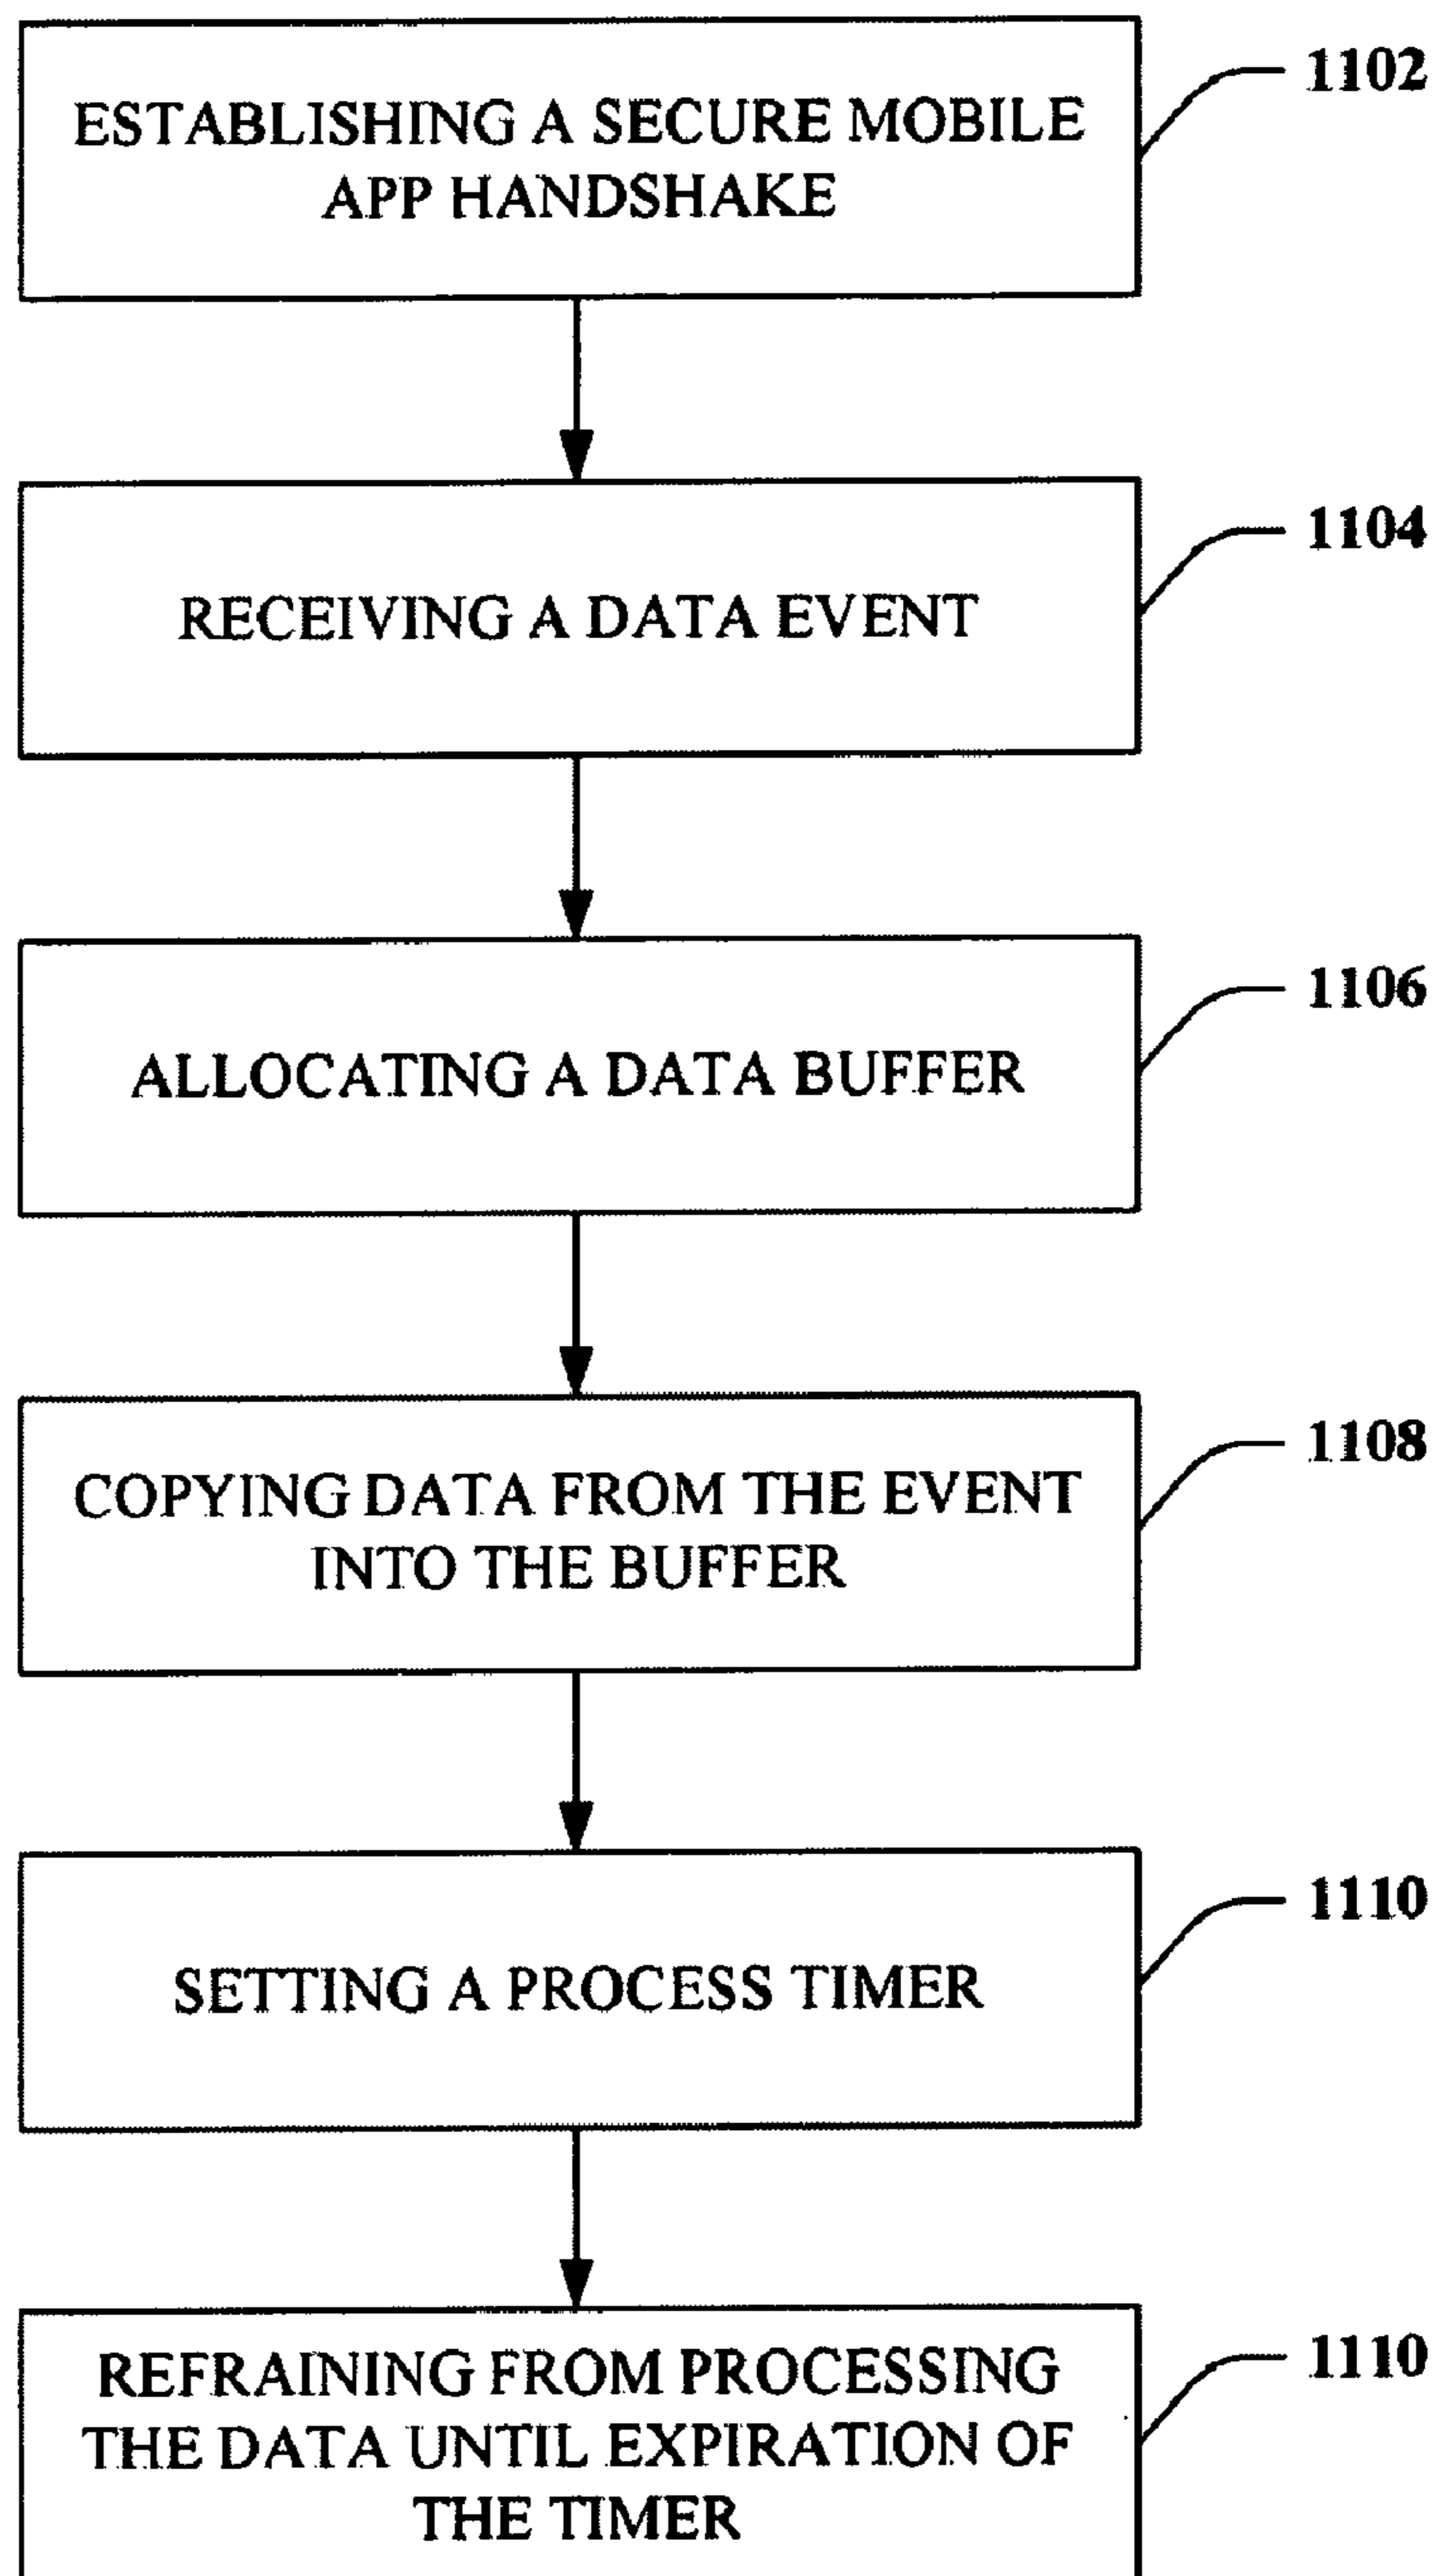 ESTABLISHING A SECURE MOBILE
APP HANDSHAKE
1102
RECEIVING A DATA EVENT
1104
ALLOCATING A DATA BUFFER
1106
COPYING DATA FROM THE EVENT
INTO THE BUFFER
1108
SETTING A PROCESS TIMER
1110
REFRAINING FROM PROCESSING
THE DATA UNTIL EXPIRATION OF
THE TIMER
1110